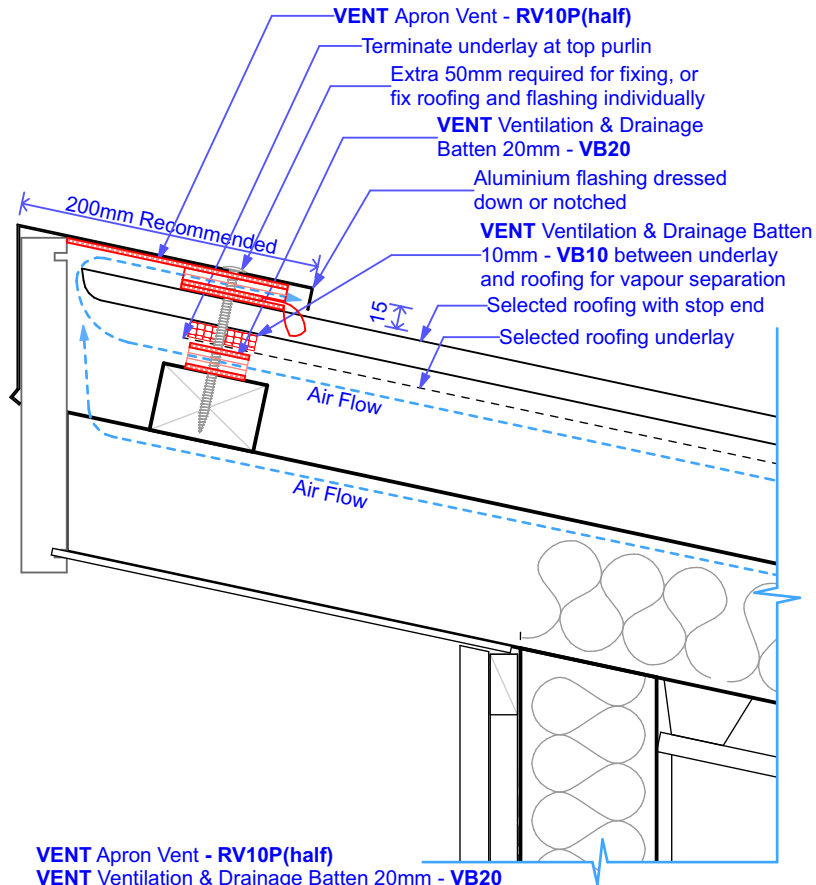 VENT Apron Vent - RV10P(half)
Terminate underlay at top purlin
Extra 50mm required for fixing, or
fix roofing and flashing individually
VENT Ventilation & Drainage
Batten 20mm - VB20
Aluminium flashing dressed
down or notched
200mm Recommended
VENT Ventilation & Drainage Batten
10mm - VB10 between underlay
and roofing for vapour separation
15
Selected roofing with stop end
Selected roofing underlay
Air Flow
Air Flow
VENT Apron Vent - RV10P(half)
VENT Ventilation & Drainage Batten 20mm - VB20